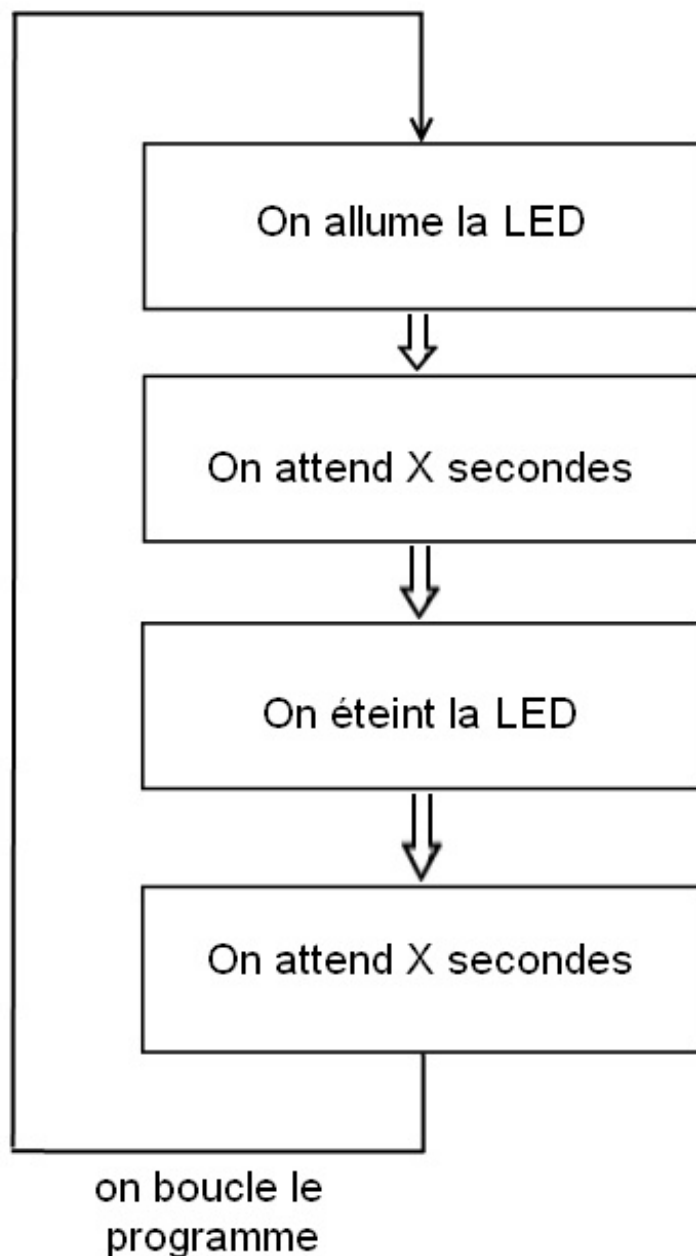 On allume la LED
On attend X secondes
On éteint la LED
On attend X secondes
on boucle le
programme